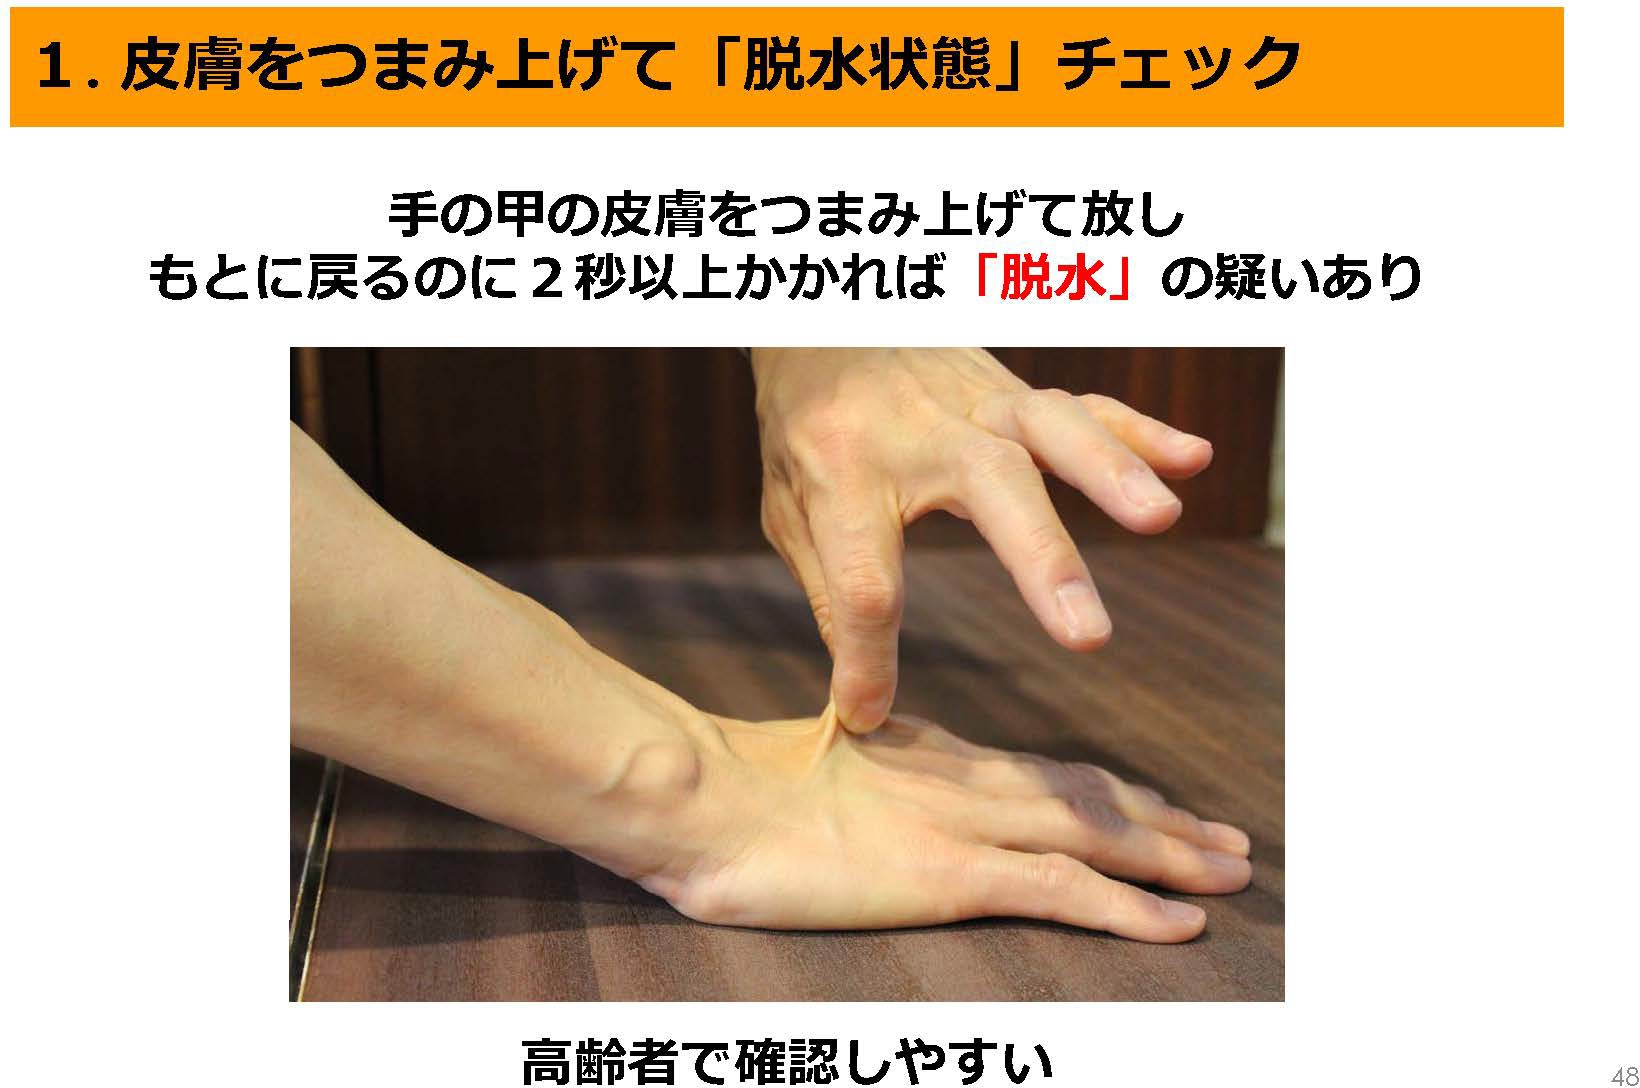 １. 皮膚をつまみ上げて「脱水状態」チェック
手の甲の皮膚をつまみ上げて放し
もとに戻るのに２秒以上かかれば「脱水」の疑いあり
高齢者で確認しやすい
48